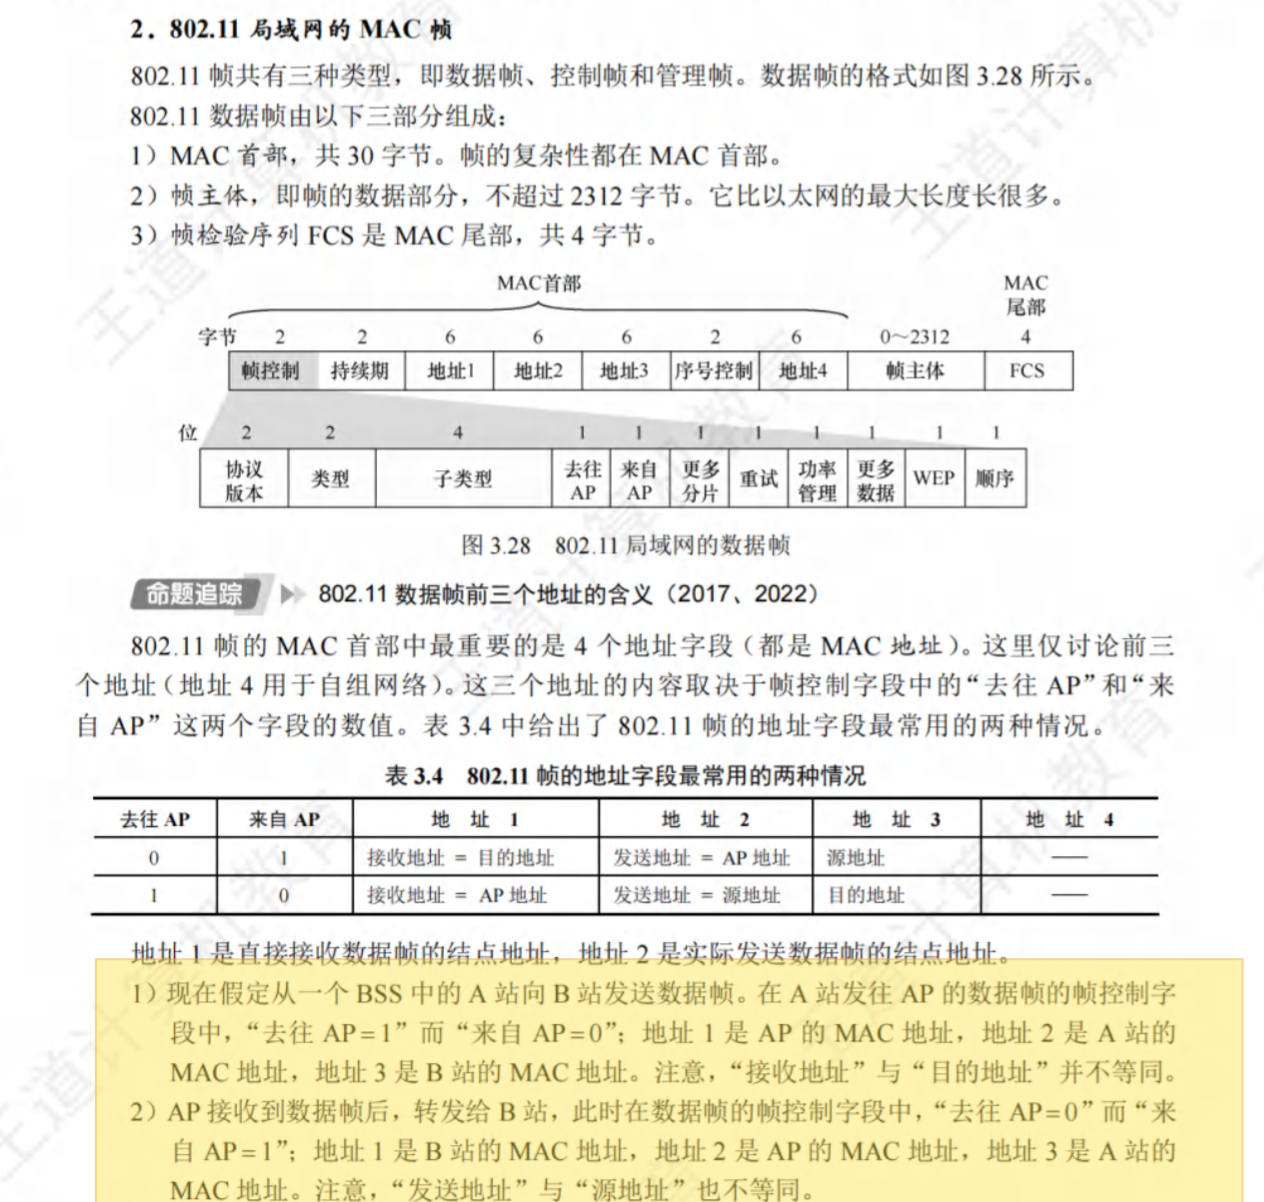 2．802.11 局域网的 MAC 帧
802.11 帧共有三种类型，即数据帧、控制帧和管理帧。数据帧的格式如图 3.28 所示。
802.11 数据帧由以下三部分组成：
1）MAC 首部，共 30 字节。帧的复杂性都在 MAC 首部。
2）帧主体，即帧的数据部分，不超过 2312 字节。它比以太网的最大长度长很多。
3）帧检验序列 FCS 是 MAC 尾部，共 4 字节。
MAC首部 MAC
尾部
字节 2 2 6 6 6 2 6 0～2312 4
帧控制 持续期 地址1 地址2 地址3 序号控制 地址4 帧主体 FCS
位 2 2 4 1 1 1 1 1 1 1 1
协议版本 类型 子类型 去往AP 来自AP 更多分片 重试 功率管理 更多数据 WEP 顺序
图 3.28 802.11 局域网的数据帧
命题追踪 802.11 数据帧前三个地址的含义（2017、2022）
802.11 帧的 MAC 首部中最重要的是 4 个地址字段（都是 MAC 地址）。这里仅讨论前三
个地址（地址 4 用于自组网络）。这三个地址的内容取决于帧控制字段中的“去往 AP”和“来
自 AP”这两个字段的数值。表 3.4 中给出了 802.11 帧的地址字段最常用的两种情况。
表 3.4 802.11 帧的地址字段最常用的两种情况
去往 AP 来自 AP 地 址 1 地 址 2 地 址 3 地 址 4
0 1 接收地址 = 目的地址 发送地址 = AP 地址 源地址 ——
1 0 接收地址 = AP 地址 发送地址 = 源地址 目的地址 ——
地址 1 是直接接收数据帧的结点地址，地址 2 是实际发送数据帧的结点地址。
1）现在假定从一个 BSS 中的 A 站向 B 站发送数据帧。在 A 站发往 AP 的数据帧的帧控制字
段中，“去往 AP=1”而“来自 AP=0”；地址 1 是 AP 的 MAC 地址，地址 2 是 A 站的
MAC 地址，地址 3 是 B 站的 MAC 地址。注意，“接收地址”与“目的地址”并不等同。
2）AP 接收到数据帧后，转发给 B 站，此时在数据帧的帧控制字段中，“去往 AP=0”而“来
自 AP=1”；地址 1 是 B 站的 MAC 地址，地址 2 是 AP 的 MAC 地址，地址 3 是 A 站的
MAC 地址。注意，“发送地址”与“源地址”也不等同。
王道计算机教育